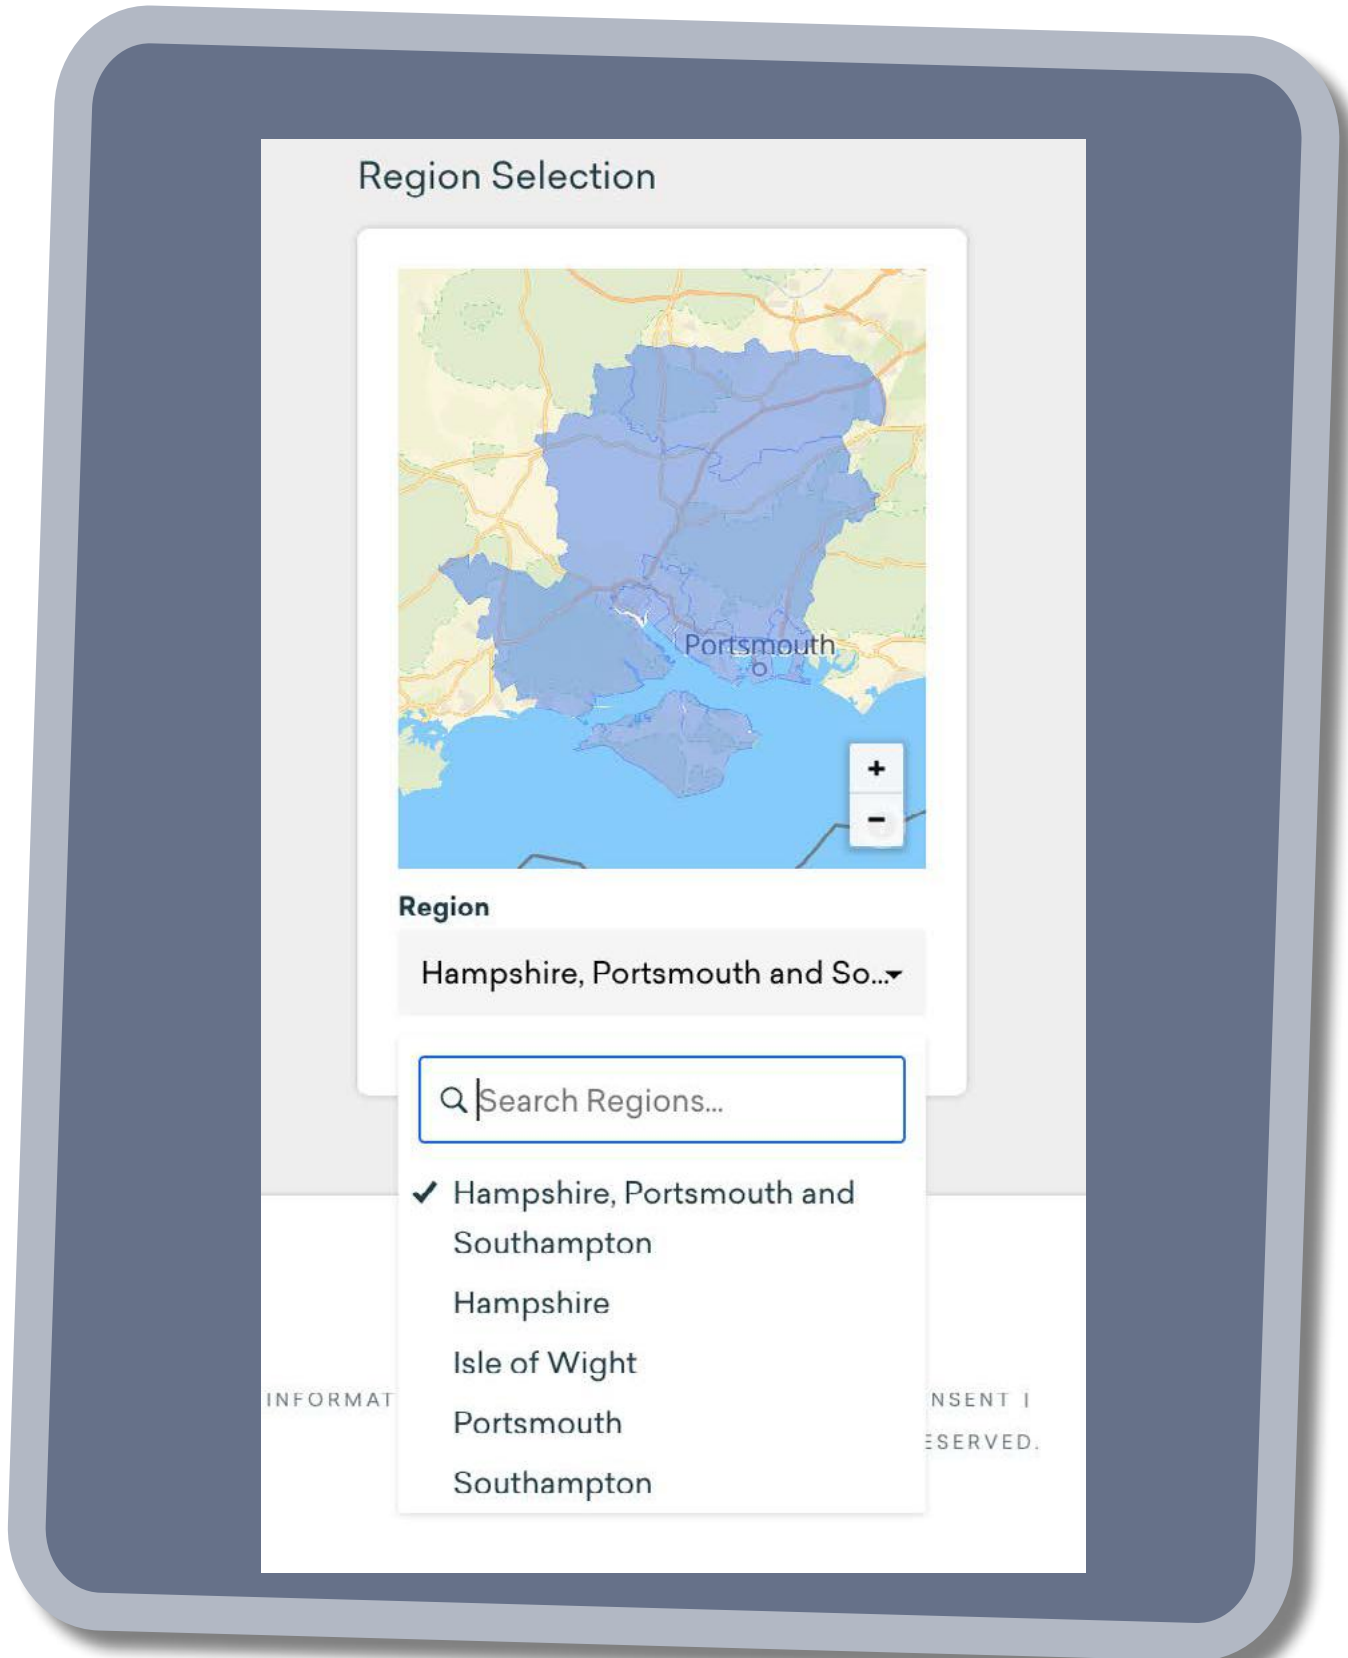 Region Selection
Portsmouth
+
-
Region
Hampshire, Portsmouth and So...
Search Regions...
Hampshire, Portsmouth and
Southampton
Hampshire
Isle of Wight
Portsmouth
Southampton
INFORMAT
NSENT |
ESERVED.